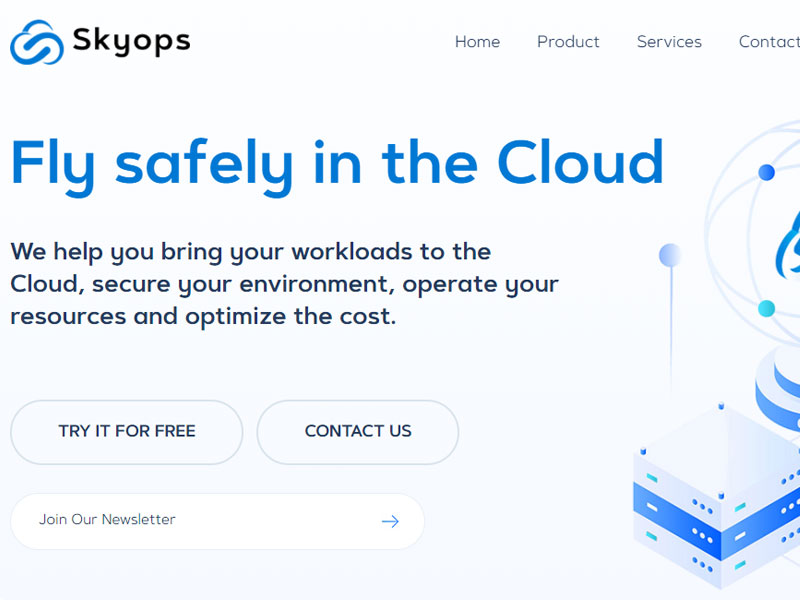 Skyops
Home Product Services Contact
Fly safely in the Cloud
We help you bring your workloads to the
Cloud, secure your environment, operate your
resources and optimize the cost.
TRY IT FOR FREE CONTACT US
Join Our Newsletter